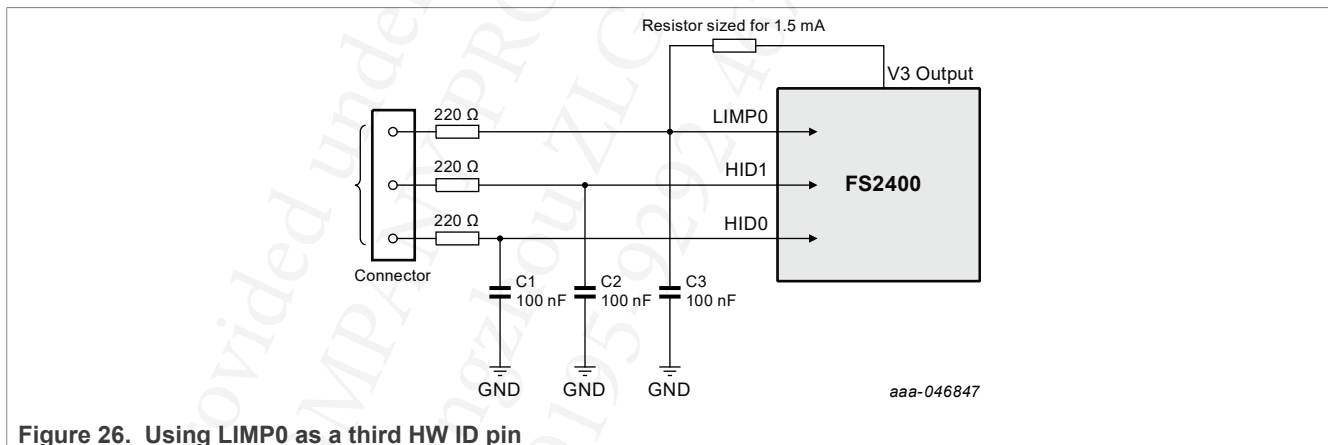 Resistor sized for 1.5 mA
V3 Output
220 Ω
LIMP0
220 Ω
HID1
FS2400
220 Ω
HID0
Connector
C1
100 nF
C2
100 nF
C3
100 nF
GND
GND
GND
aaa-046847
Figure 26. Using LIMP0 as a third HW ID pin